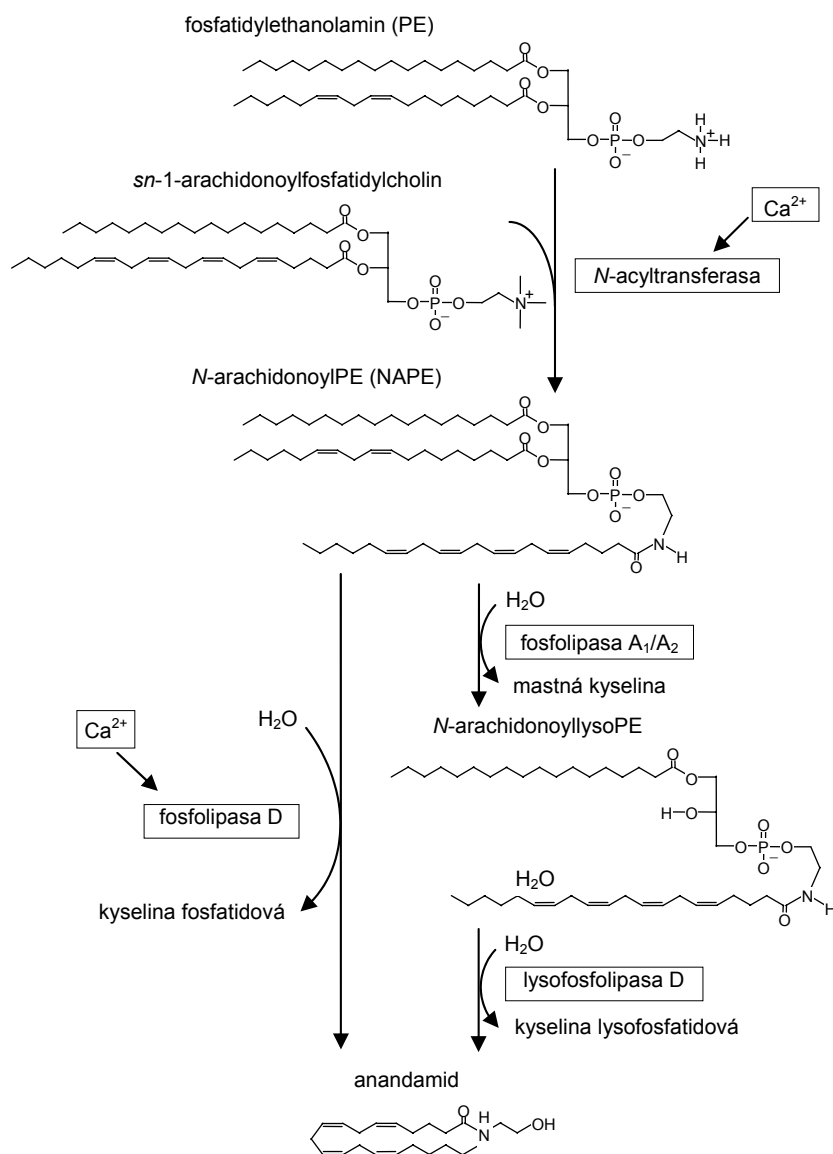 fosfatidylethanolamin (PE)
O
O
O
O
O
O P O
O−
H
N+ H
H
sn-1-arachidonoylfosfatidylcholin
Ca2+
N-acyltransferasa
O
O
O
O
O
O P O
O−
N+
N-arachidonoylPE (NAPE)
O
O
O
O
O
O P O
O−
N H
O
H2O
fosfolipasa A1/A2
mastná kyselina
N-arachidonoyllysoPE
H2O
Ca2+
fosfolipasa D
kyselina fosfatidová
O
O
H O
O
O P O
O−
H2O
N H
O
H2O
lysofosfolipasa D
kyselina lysofosfatidová
anandamid
O
H
N
OH